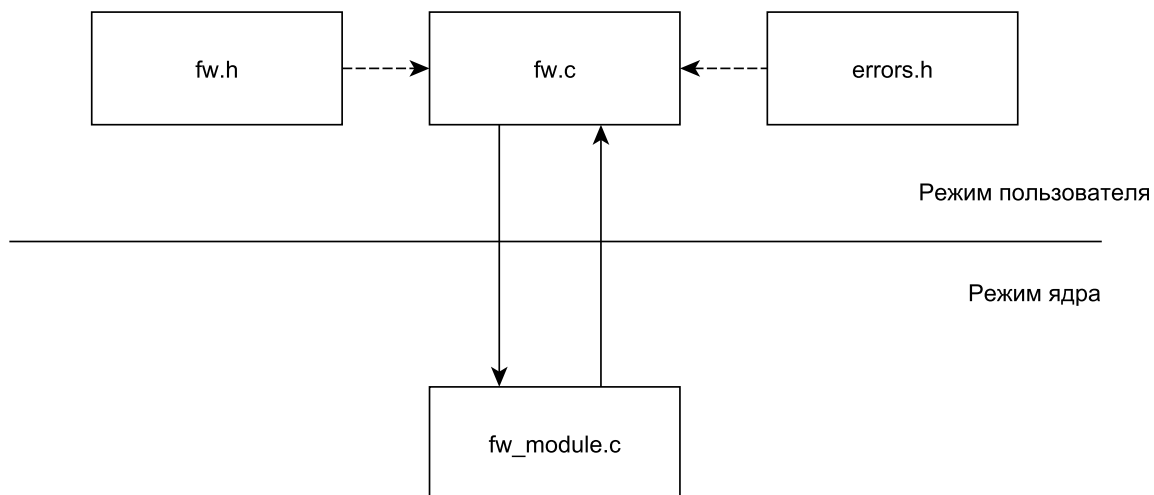 fw.h
fw.c
errors.h
Режим пользователя
Режим ядра
fw_module.c